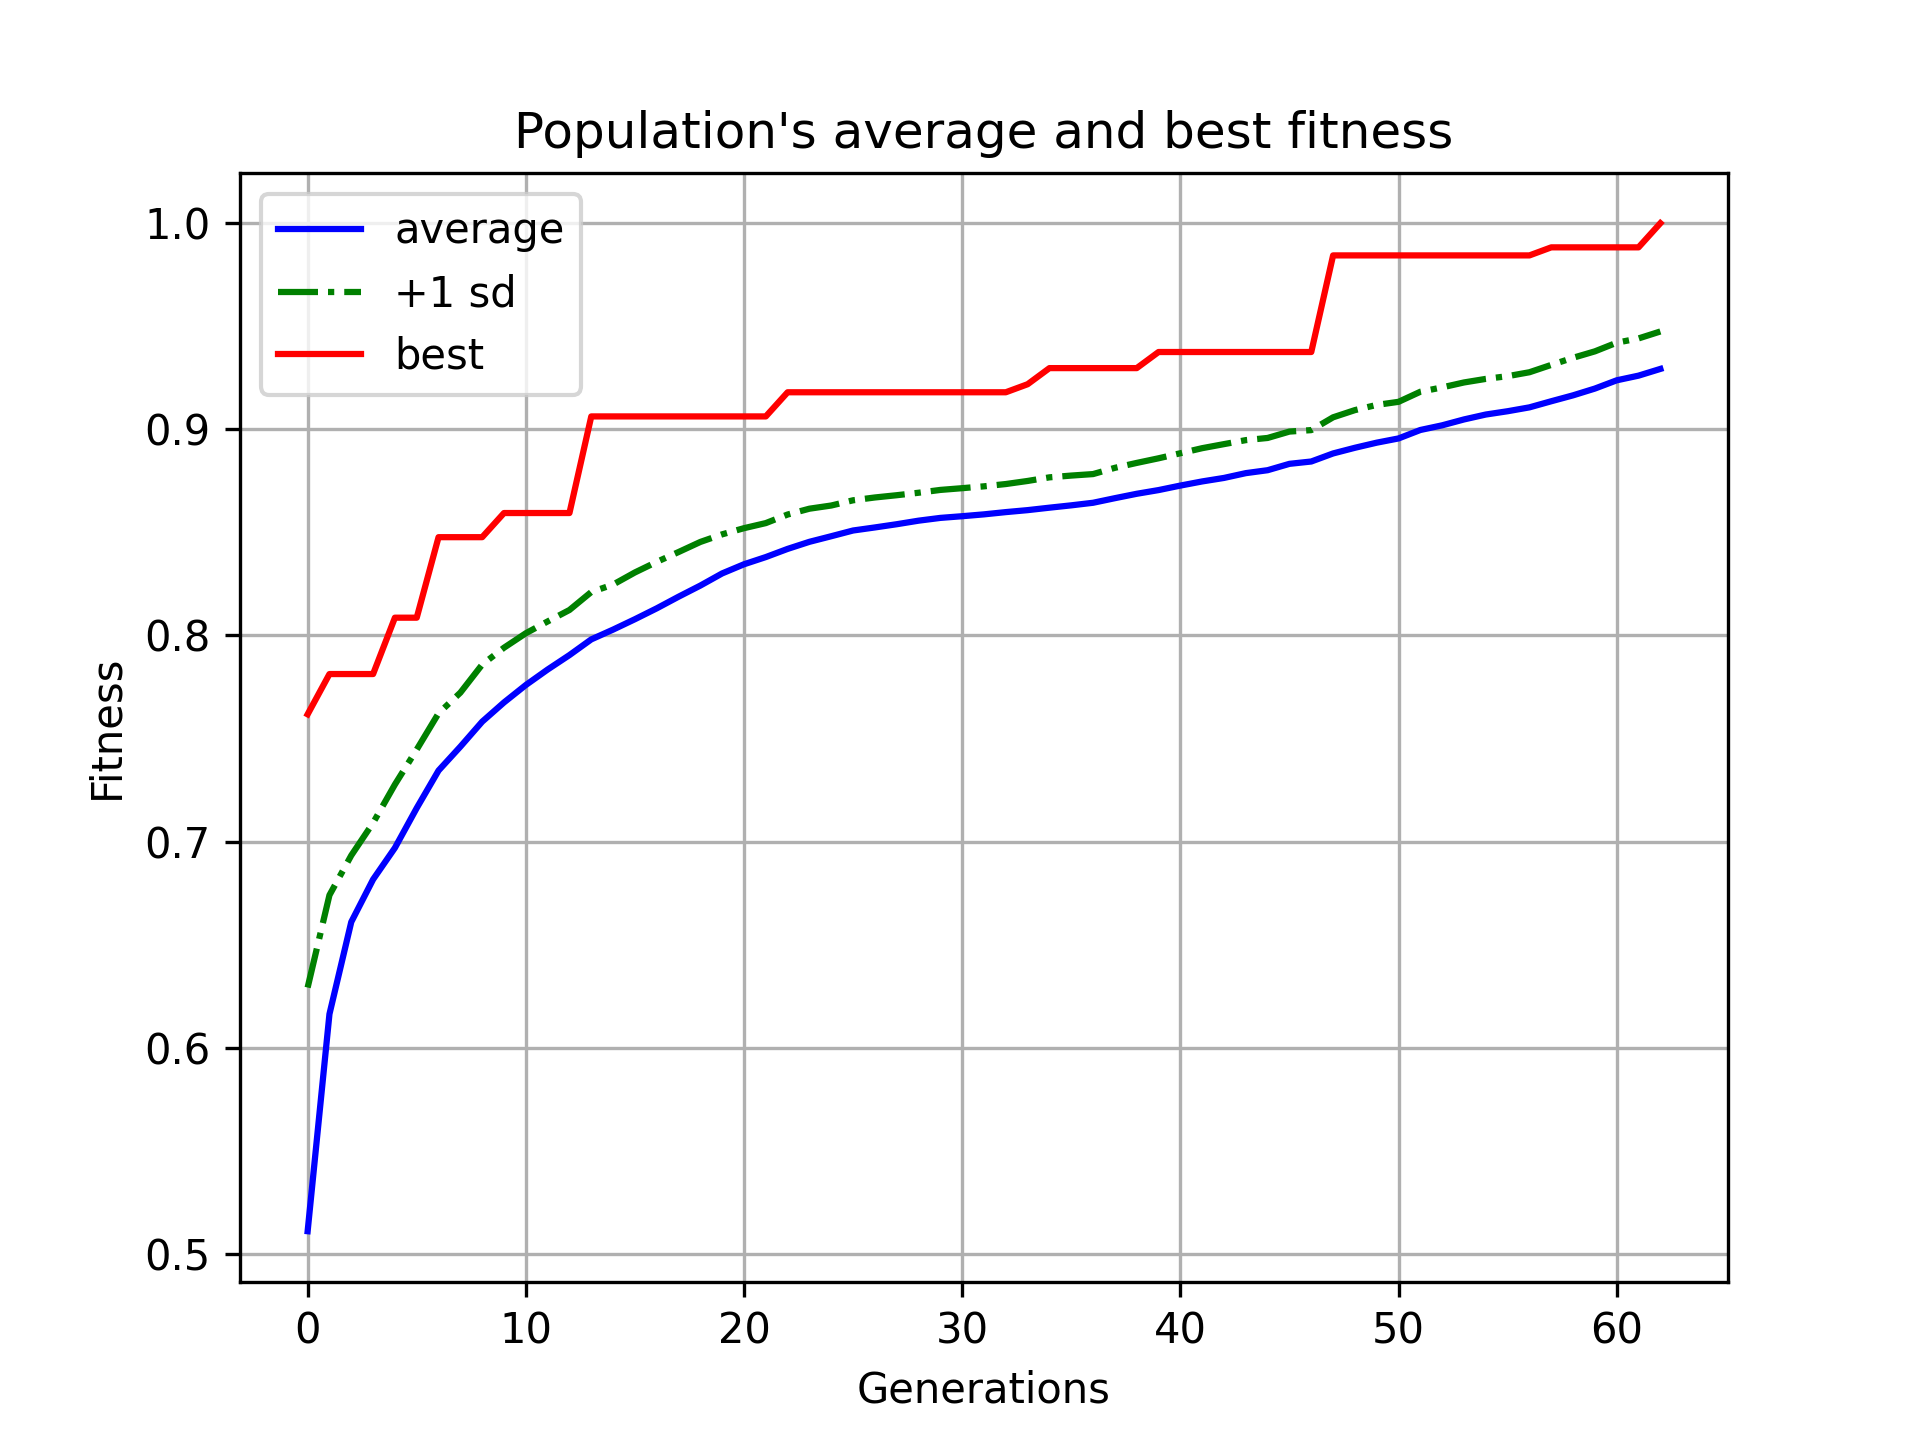 Population's average and best fitness
average
+1 sd
best
1.0
0.9
0.8
0.7
0.6
0.5
Fitness
0 10 20 30 40 50 60
Generations